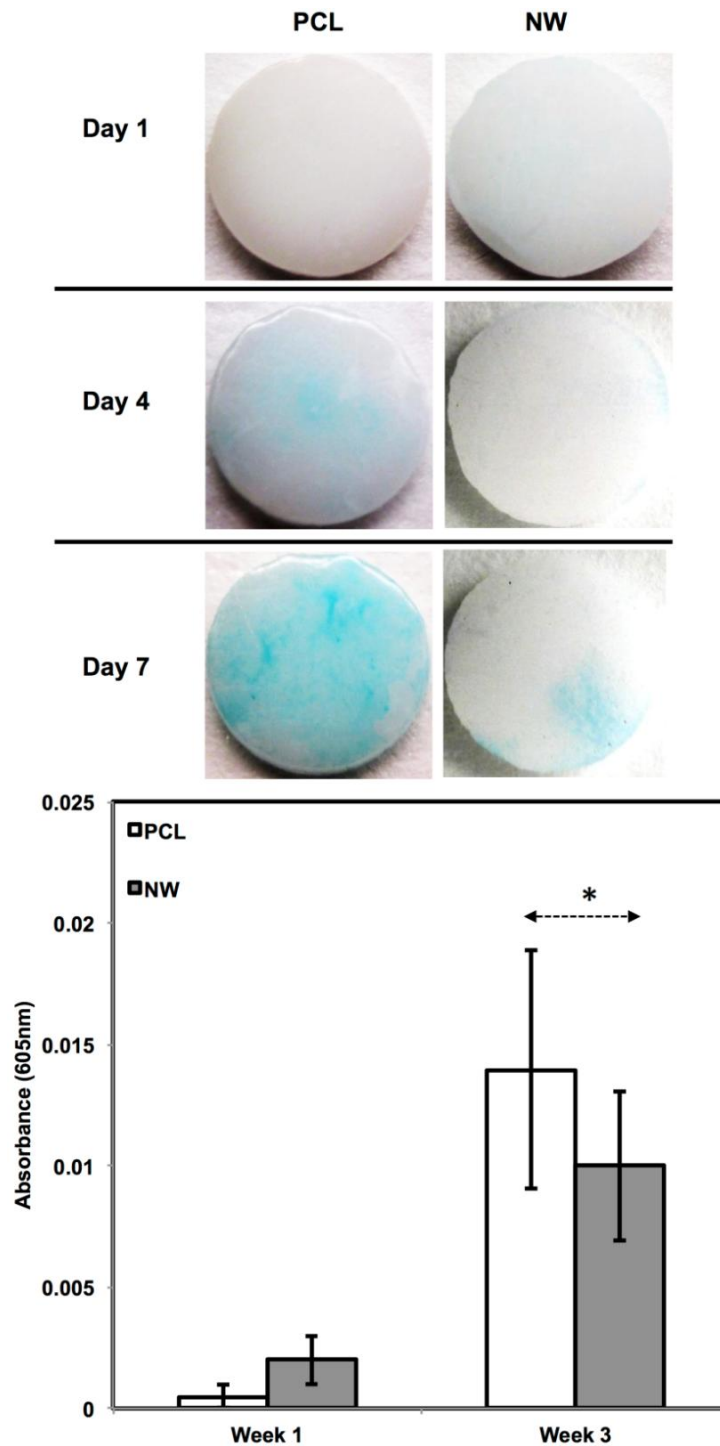 PCL NW
Day 1
Day 4
Day 7
0.025
PCL
NW
0.02
*
0.015
0.01
0.005
0
Absorbance (605nm)
Week 1 Week 3